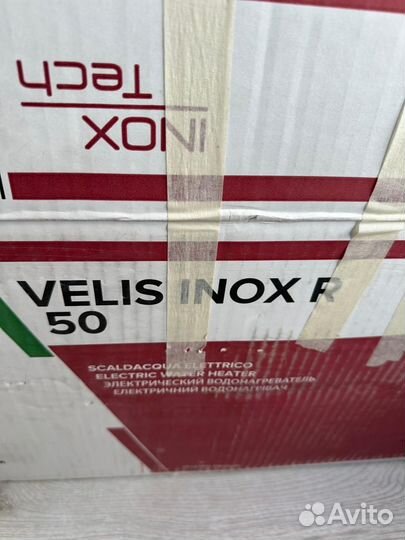 INOX
Tech
VELIS INOX R
50
SCALDACQUA ELETTRICO
ELECTRIC WATER HEATER
ЭЛЕКТРИЧЕСКИЙ ВОДОНАГРЕВАТЕЛЬ
ЕЛЕКТРИЧНИЙ ВОДОНАГРІВАЧ
Avito